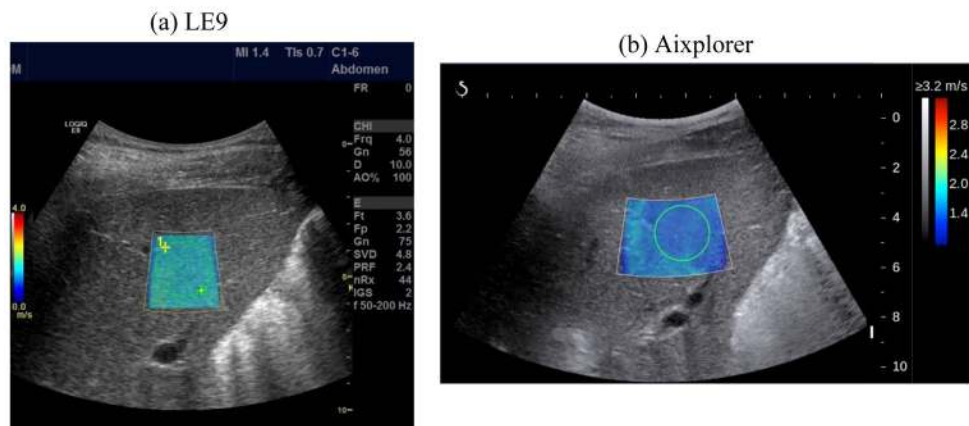 (a) LE9
(b) Aixplorer
MI 1.4 TIs 0.7 C1-6
M Abdomen
FR 0
LOGIQ
E9
CHI
Frq 4.0
Gn 56
D 10.0
AO% 100
E
Ft 3.6
Fp 2.2
Gn 75
SVD 4.8
PRF 2.4
nRx 44
IGS 2
f 50-200 Hz
4.0
0.0
m/s
1
0
10
≥3.2 m/s
2.8
2.4
1.4
0
2
4
6
8
10